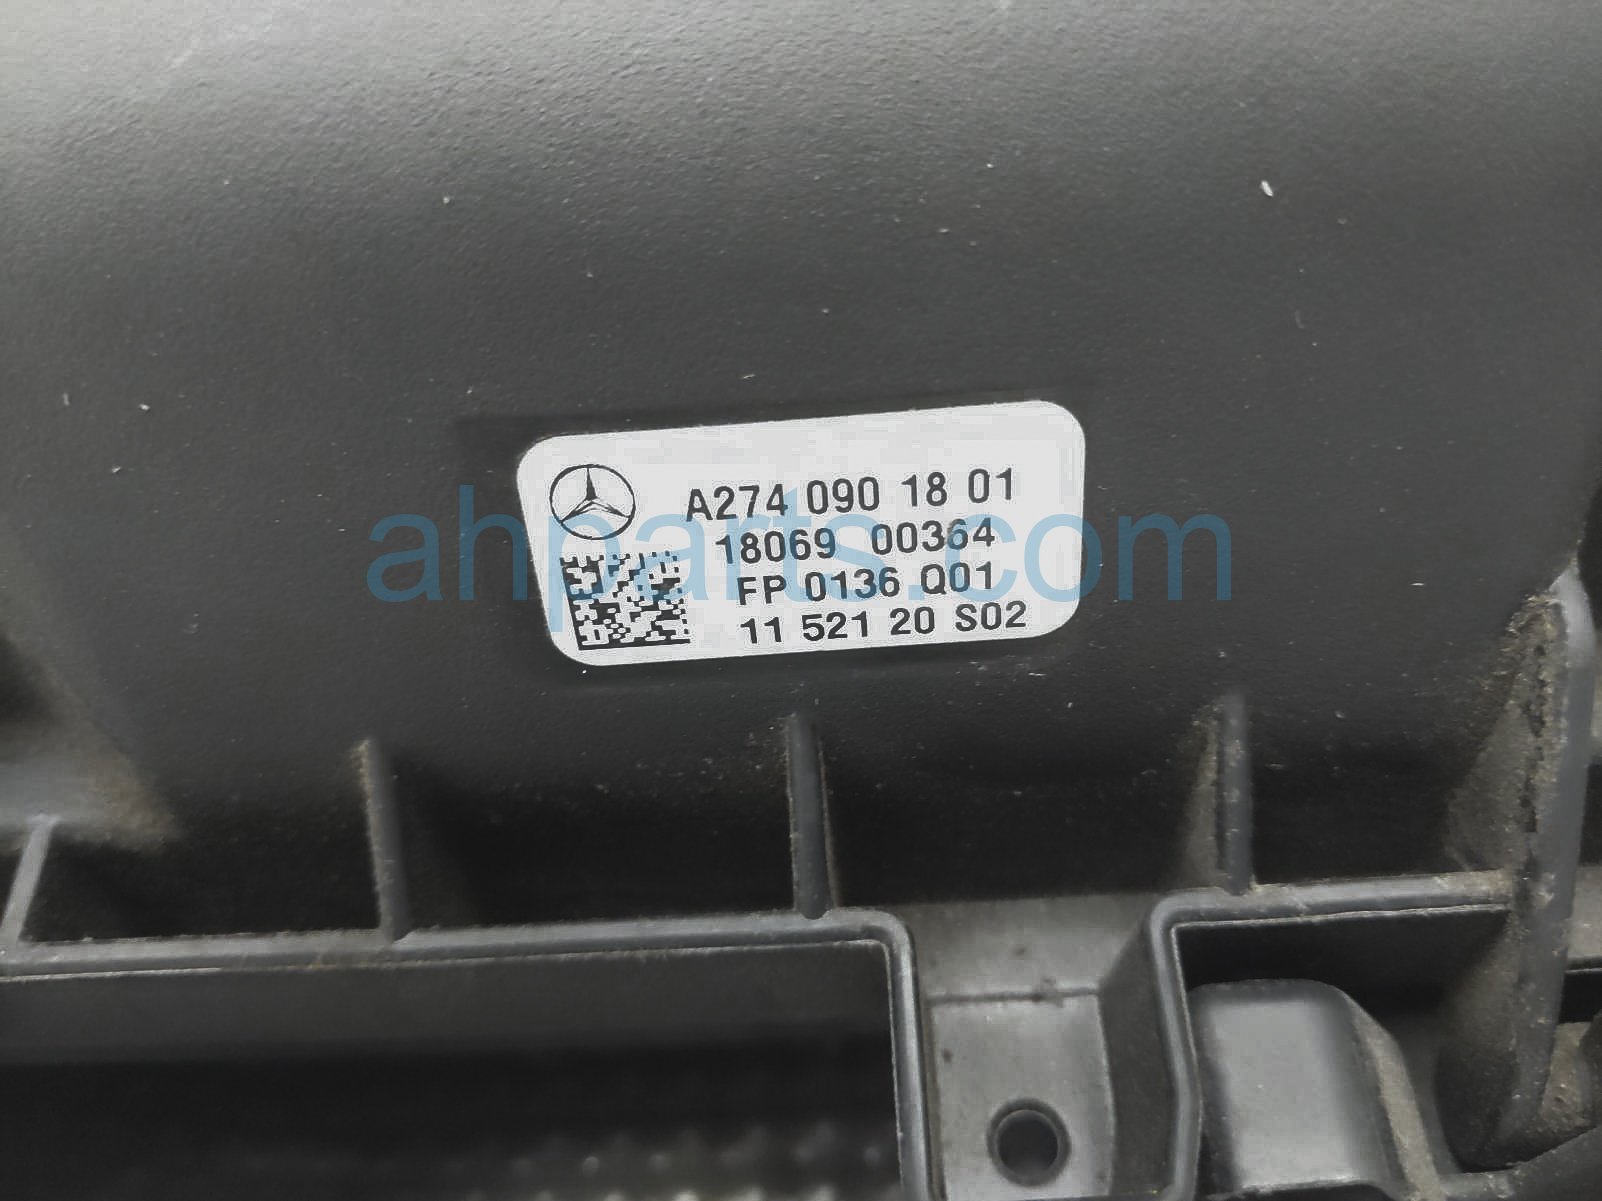 A274 090 18 01
18069 00364
FP 0136 Q01
11 521 20 S02
ahparts.com